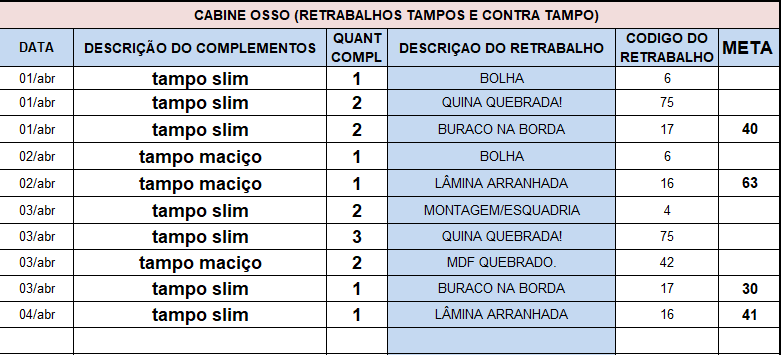 CABINE OSSO (RETRABALHOS TAMPOS E CONTRA TAMPO)
DATA DESCRIÇÃO DO COMPLEMENTOS QUANT COMPL DESCRIÇAO DO RETRABALHO CODIGO DO RETRABALHO META
01/abr tampo slim 1 BOLHA 6
01/abr tampo slim 2 QUINA QUEBRADA! 75
01/abr tampo slim 2 BURACO NA BORDA 17 40
02/abr tampo maciço 1 BOLHA 6
02/abr tampo maciço 1 LÂMINA ARRANHADA 16 63
03/abr tampo slim 2 MONTAGEM/ESQUADRIA 4
03/abr tampo slim 3 QUINA QUEBRADA! 75
03/abr tampo maciço 2 MDF QUEBRADO. 42
03/abr tampo slim 1 BURACO NA BORDA 17 30
04/abr tampo slim 1 LÂMINA ARRANHADA 16 41